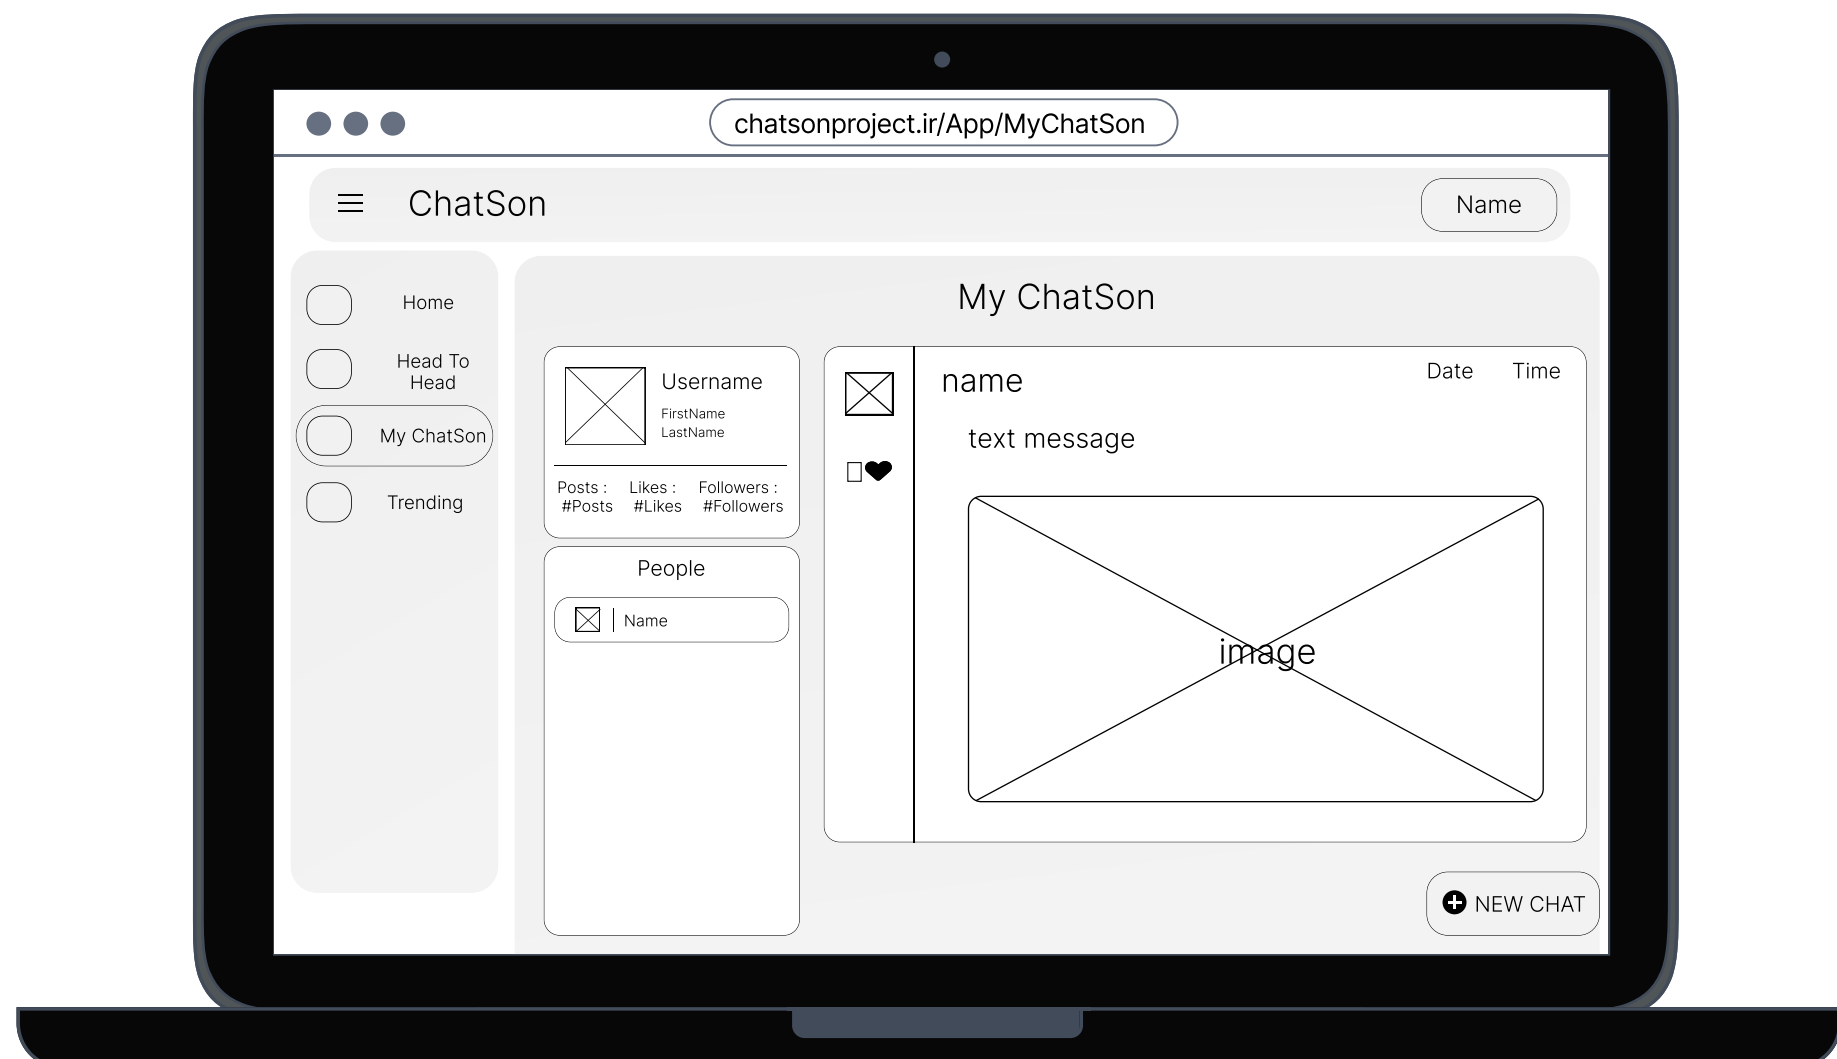 chatsonproject.ir/App/MyChatSon
ChatSon
Name
Home
Head To
Head
My ChatSon
Trending
My ChatSon
Username
FirstName
LastName
Posts : Likes : Followers :
#Posts #Likes #Followers
People
Name
name
Date Time
text message
image
NEW CHAT